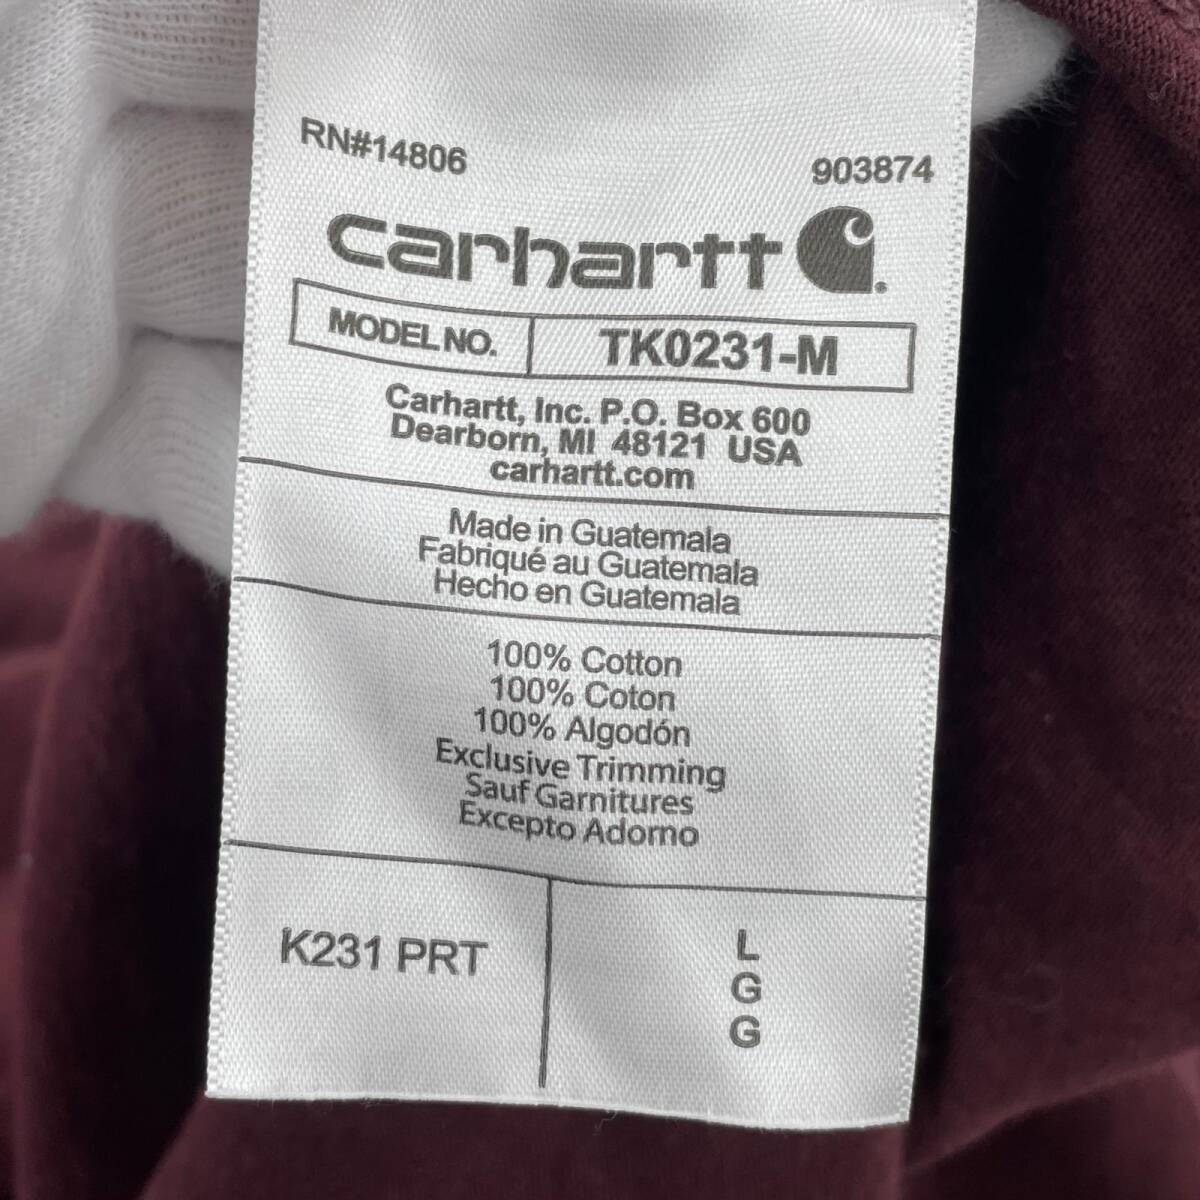 RN#14806
903874
carhartt
MODEL NO. TK0231-M
Carhartt, Inc. P.O. Box 600
Dearborn, MI 48121 USA
carhartt.com
Made in Guatemala
Fabriqué au Guatemala
Hecho en Guatemala
100% Cotton
100% Coton
100% Algodón
Exclusive Trimming
Sauf Garnitures
Excepto Adorno
K231 PRT
L
G
G